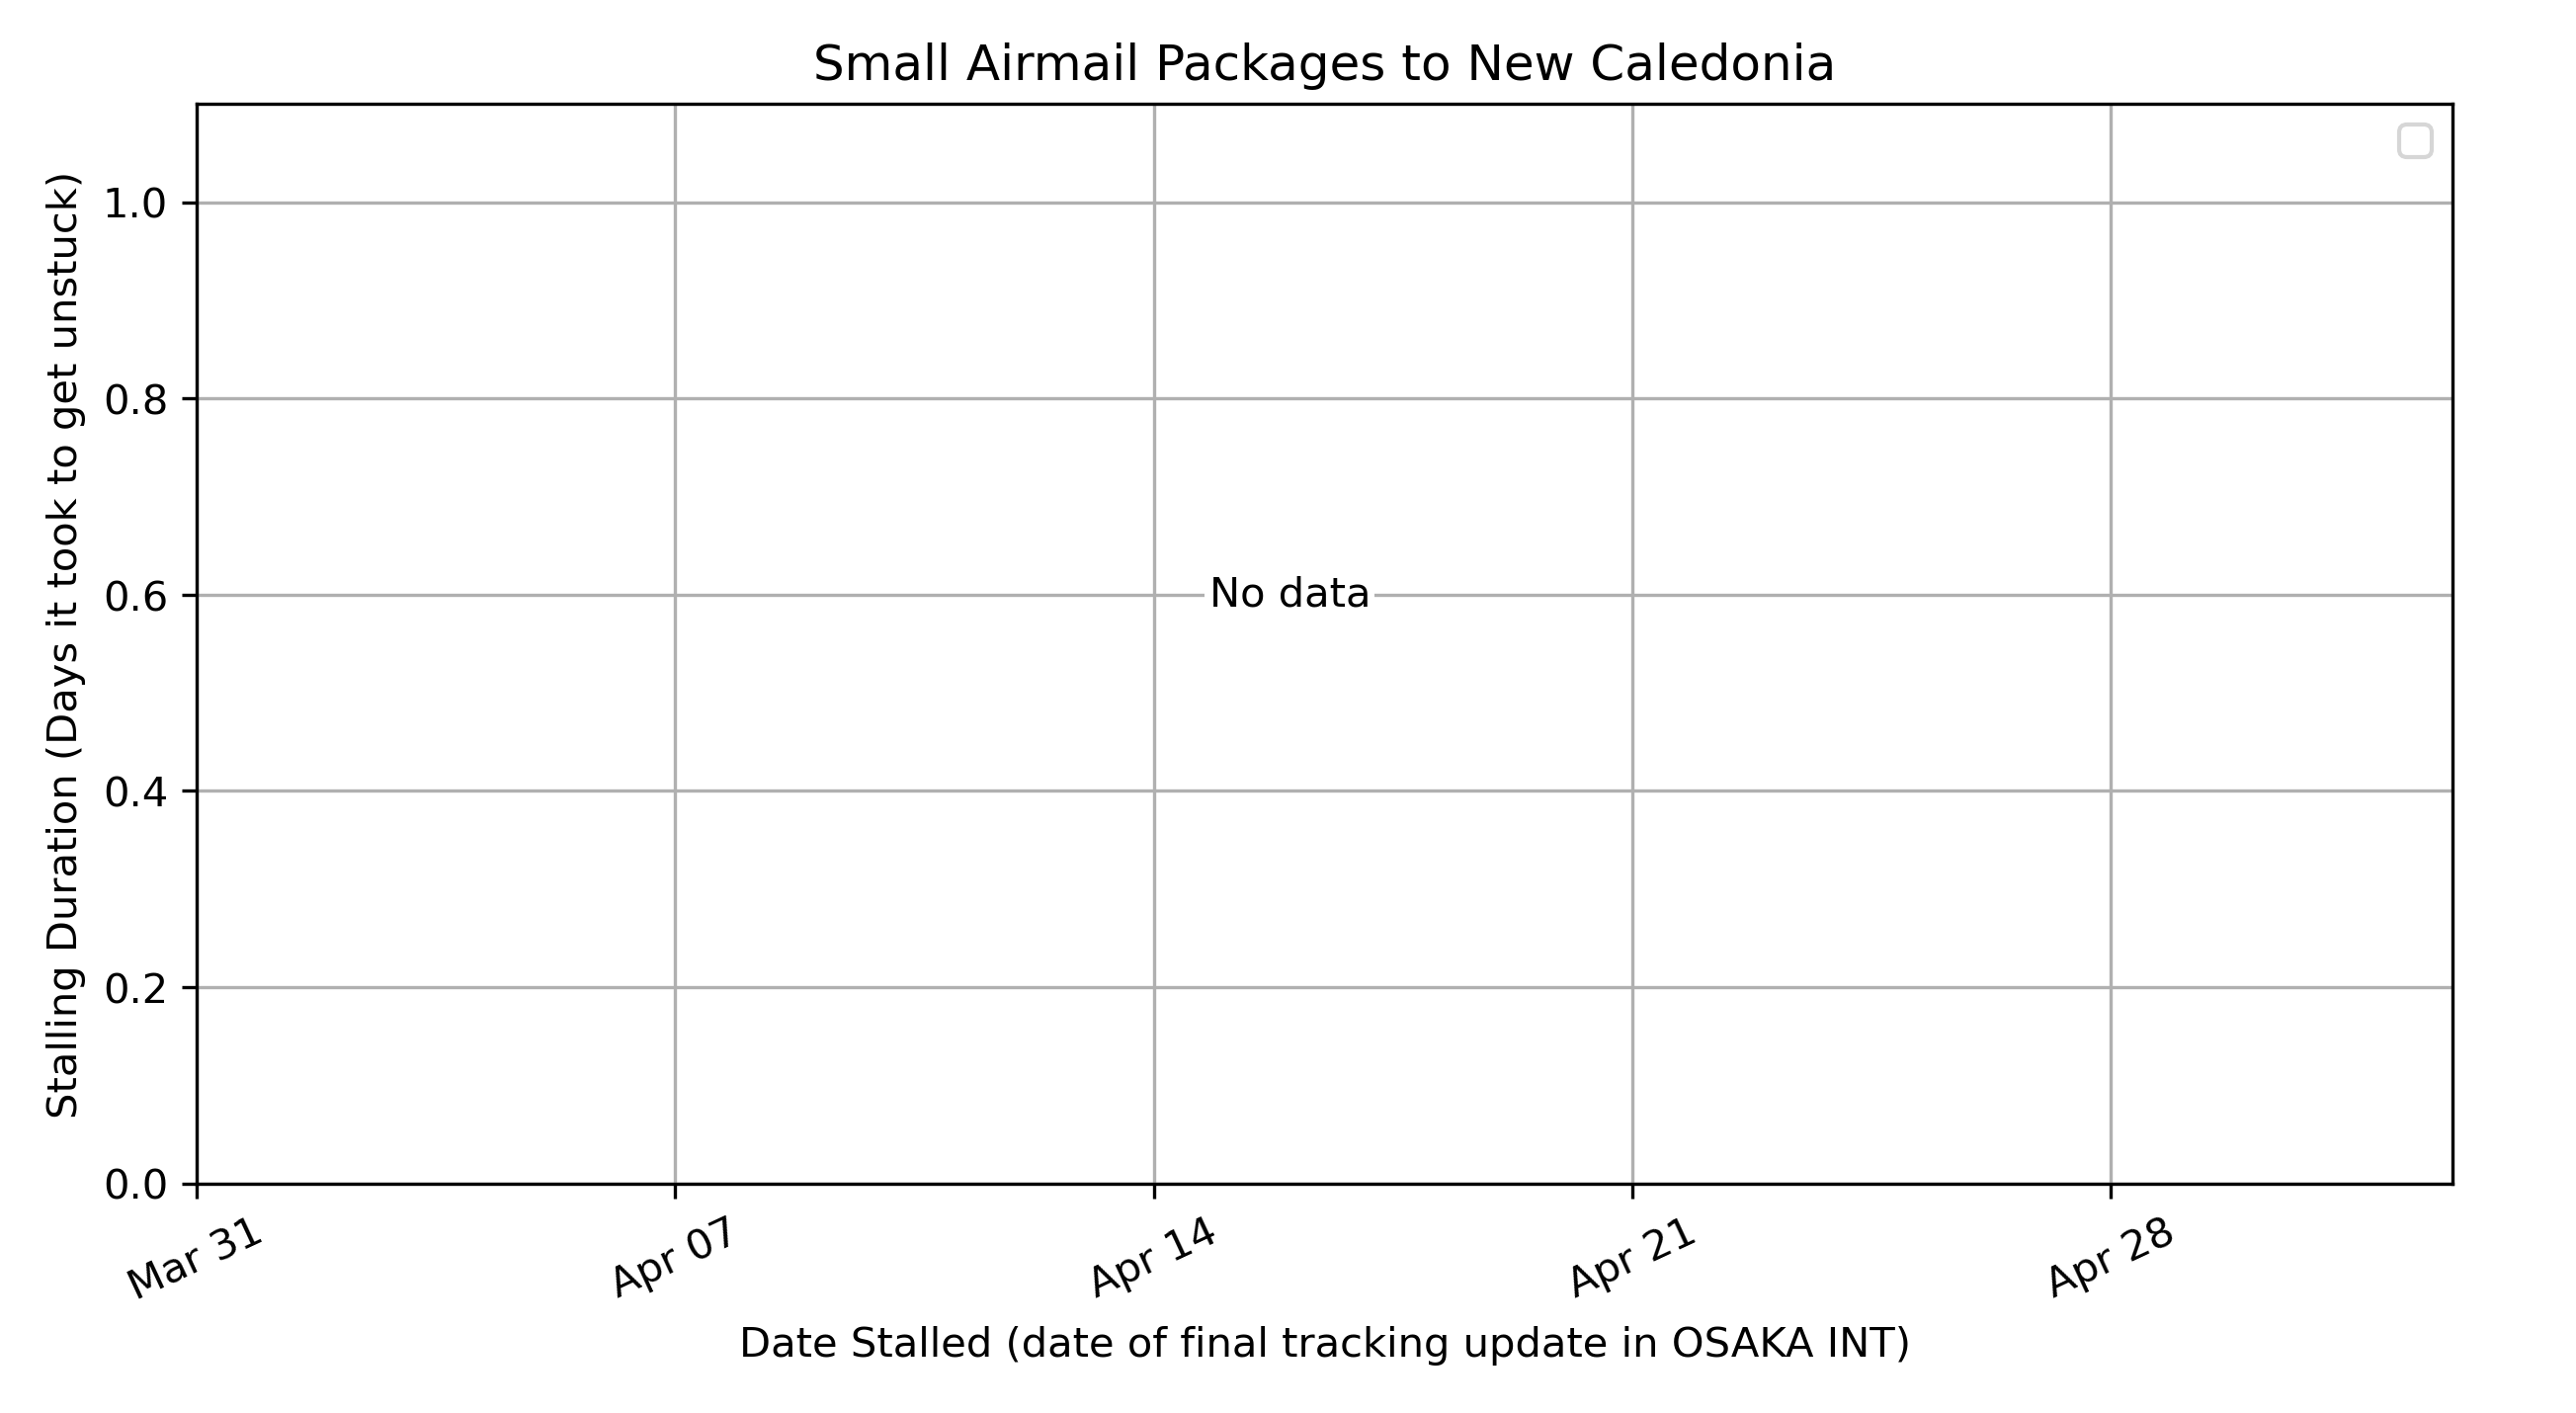 Small Airmail Packages to New Caledonia
Stalling Duration (Days it took to get unstuck)
1.0
0.8
0.6
0.4
0.2
0.0
No data
Mar 31
Apr 07
Apr 14
Apr 21
Apr 28
Date Stalled (date of final tracking update in OSAKA INT)